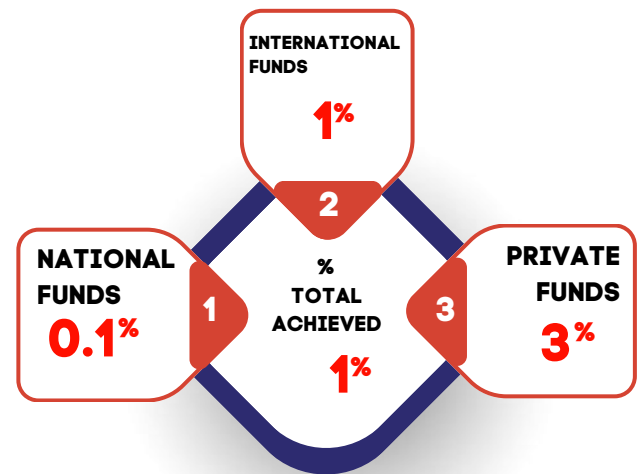 INTERNATIONAL
FUNDS
1%
2
NATIONAL
FUNDS
0.1%
1
%
TOTAL
ACHIEVED
1%
3
PRIVATE
FUNDS
3%